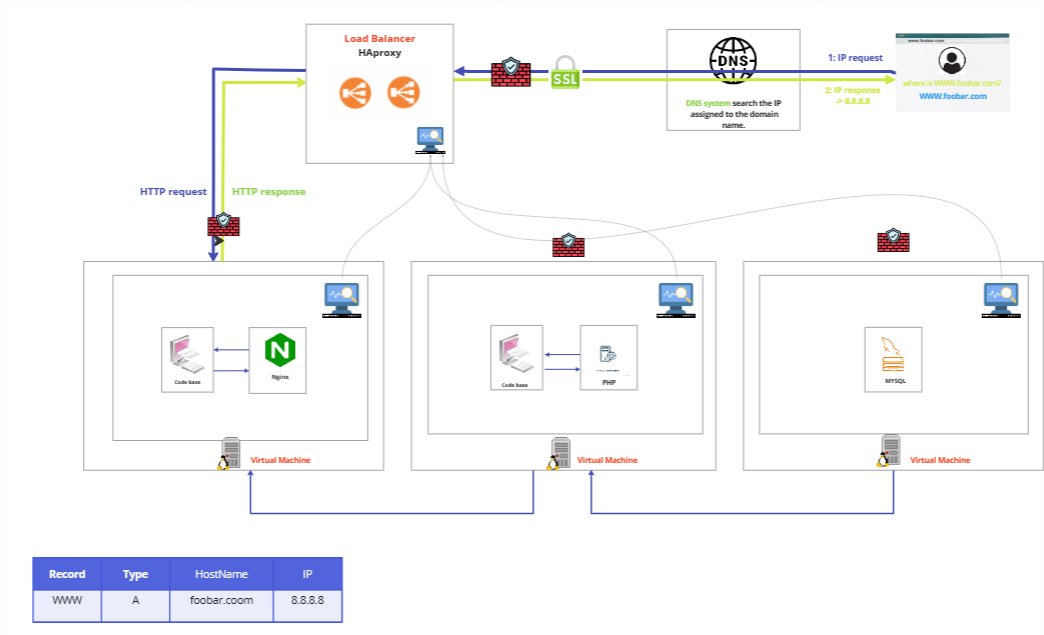 Load Balancer
HAproxy
SSL
DNS
DNS system search the IP
assigned to the domain
name.
1: IP request
2: IP response
-> 8.8.8.8
www.foobar.com
where is WWW.foobar.com?
WWW.foobar.com
HTTP request
HTTP response
Code base
N
Nginx
Code base
PHP
MYSQL
Virtual Machine
Virtual Machine
Virtual Machine
Record Type HostName IP
WWW A foobar.coom 8.8.8.8